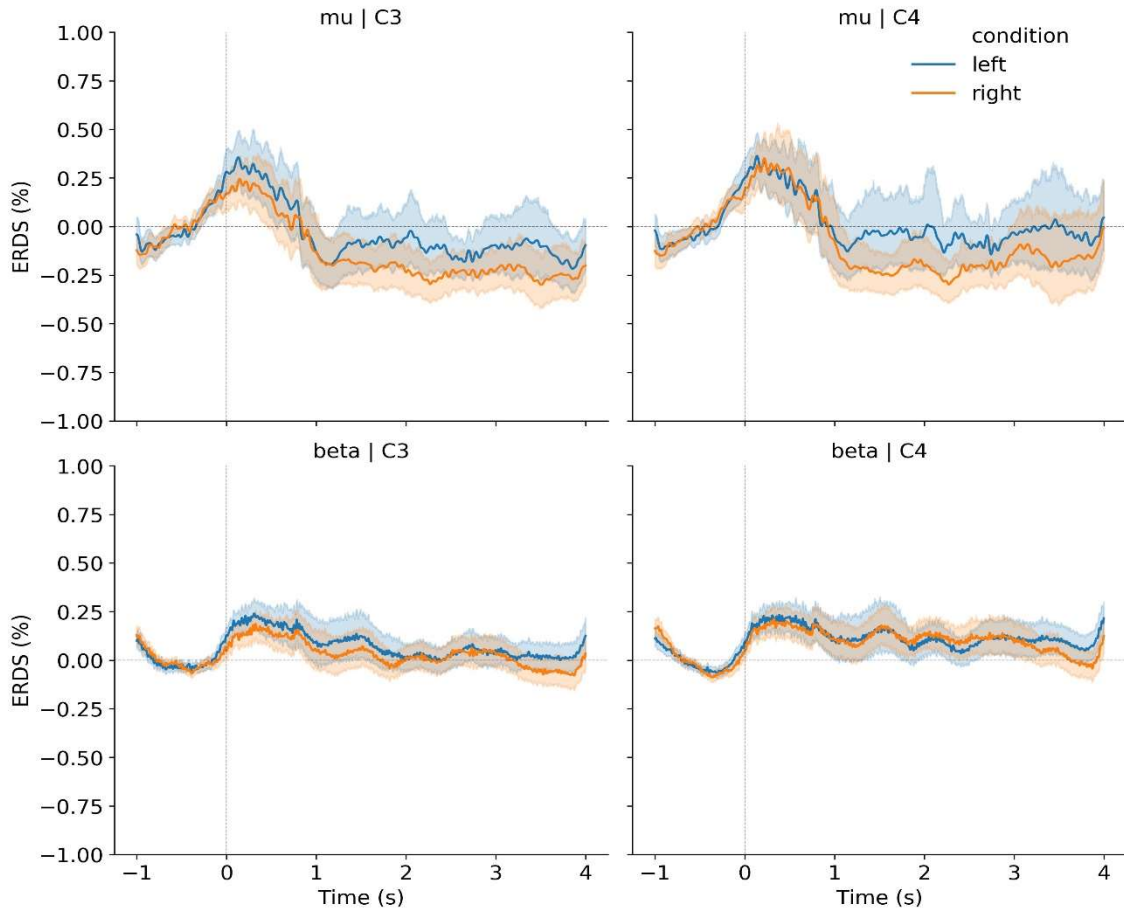 mu | C3
mu | C4
condition
left
right
1.00
0.75
0.50
0.25
0.00
−0.25
−0.50
−0.75
−1.00
ERDS (%)
beta | C3
beta | C4
1.00
0.75
0.50
0.25
0.00
−0.25
−0.50
−0.75
−1.00
ERDS (%)
−1 0 1 2 3 4
−1 0 1 2 3 4
Time (s)
Time (s)